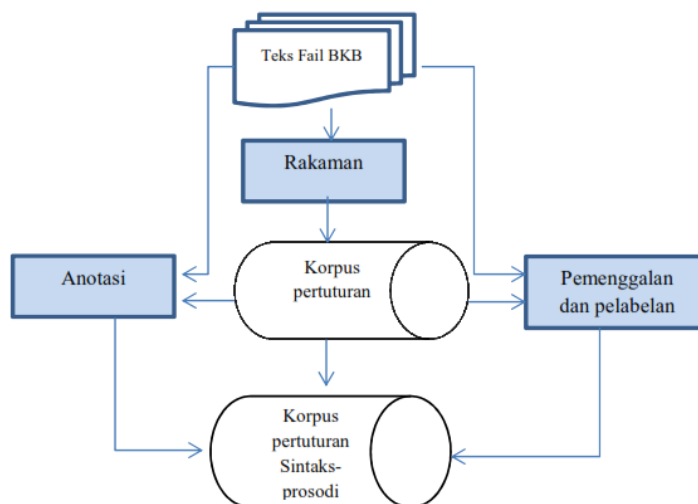 Teks Fail BKB
Rakaman
Korpus
pertuturan
Anotasi
Pemenggalan
dan pelabelan
Korpus
pertuturan
Sintaks-
prosodi